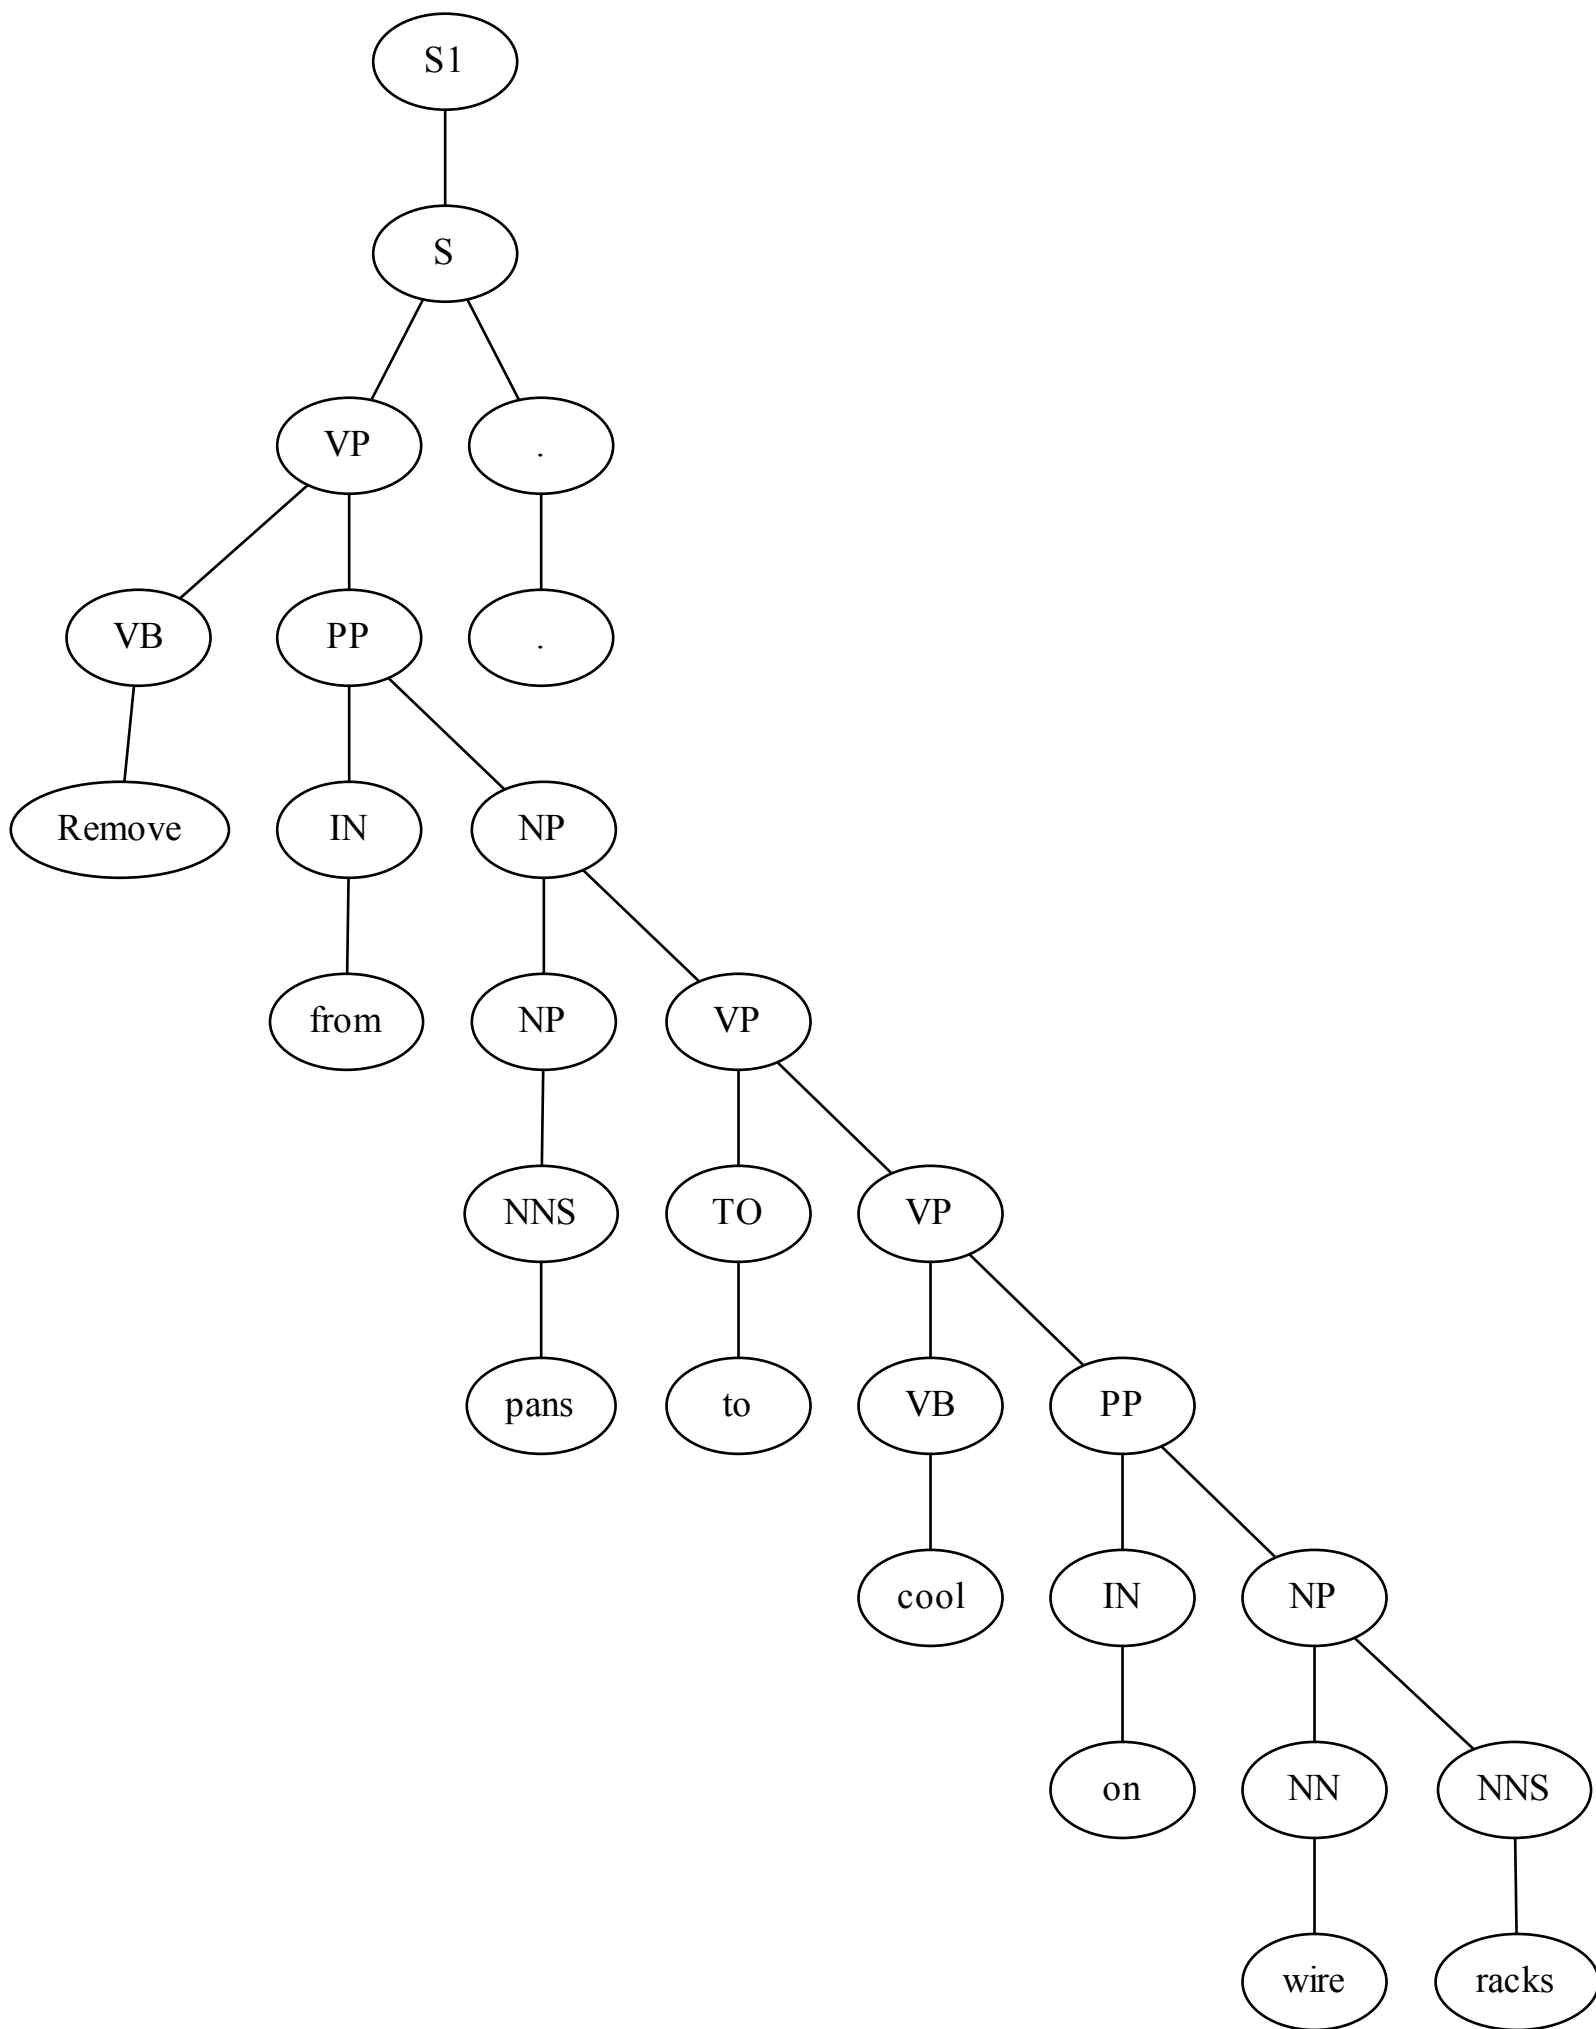 S1
S
VP .
VB PP .
Remove IN NP
from NP VP
NNS TO VP
pans to VB PP
cool IN NP
on NN NNS
wire racks